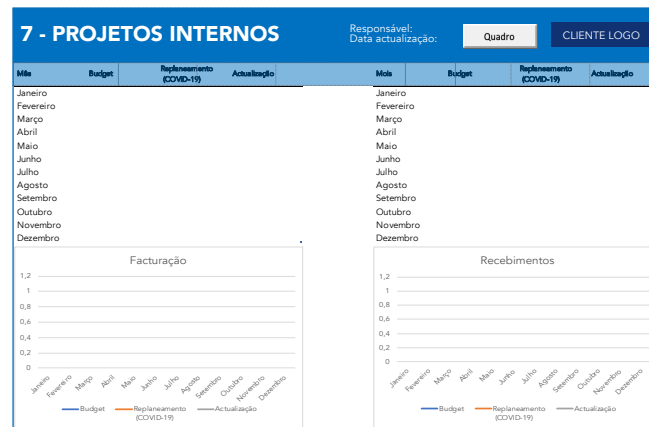 7 - PROJETOS INTERNOS
Responsável:
Data actualização:
Quadro
CLIENTE LOGO
Mês Budget Replaneamento (COVID-19) Actualização
Mois Budget Replaneamento (COVID-19) Actualização
Janeiro Janeiro
Fevereiro Fevereiro
Março Março
Abril Abril
Maio Maio
Junho Junho
Julho Julho
Agosto Agosto
Setembro Setembro
Outubro Outubro
Novembro Novembro
Dezembro Dezembro
Facturação
1,2
1
0,8
0,6
0,4
0,2
0
Janeiro Fevereiro Março Abril Maio Junho Julho Agosto Setembro Outubro Novembro Dezembro
Budget Replaneamento (COVID-19) Actualização
Recebimentos
1,2
1
0,8
0,6
0,4
0,2
0
Janeiro Fevereiro Março Abril Maio Junho Julho Agosto Setembro Outubro Novembro Dezembro
Budget Replaneamento (COVID-19) Actualização